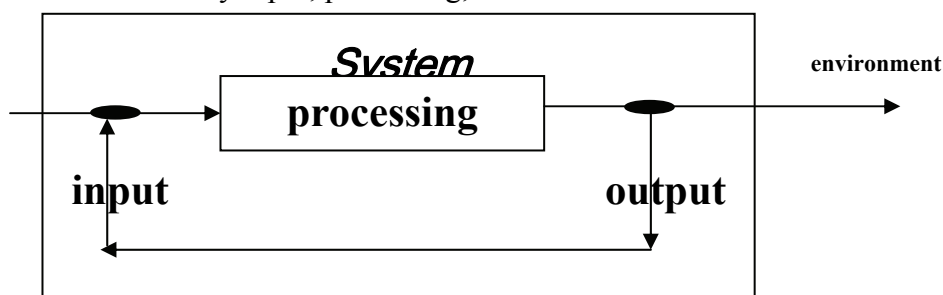 System
environment
processing
input
output